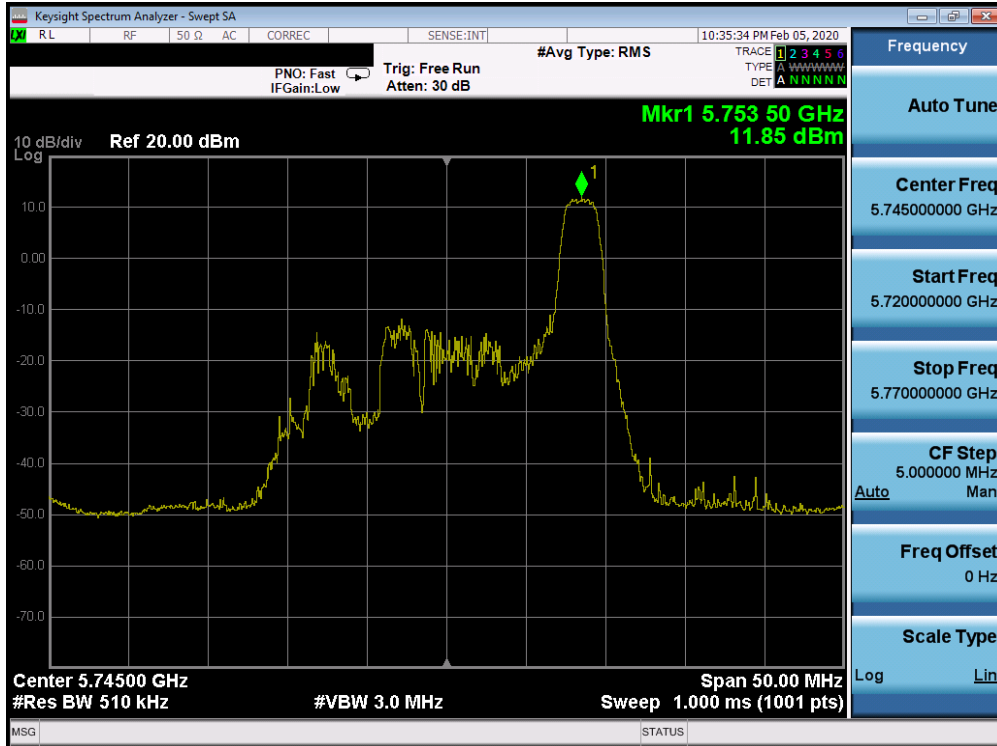 Keysight Spectrum Analyzer - Swept SA
LXI RL RF 50 Ω AC CORREC SENSE:INT 10:35:34 PM Feb 05, 2020
PNO: Fast
IFGain:Low
Trig: Free Run
Atten: 30 dB
#Avg Type: RMS
TRACE 1 2 3 4 5 6
TYPE A WWWWW
DET A N N N N N
Mkr1 5.753 50 GHz
11.85 dBm
10 dB/div
Log
Ref 20.00 dBm
1
10.0
0.00
-10.0
-20.0
-30.0
-40.0
-50.0
-60.0
-70.0
Center 5.74500 GHz
Span 50.00 MHz
#Res BW 510 kHz
#VBW 3.0 MHz
Sweep 1.000 ms (1001 pts)
MSG
STATUS
Frequency
Auto Tune
Center Freq
5.745000000 GHz
Start Freq
5.720000000 GHz
Stop Freq
5.770000000 GHz
CF Step
5.000000 MHz
Auto Man
Freq Offset
0 Hz
Scale Type
Log Lin